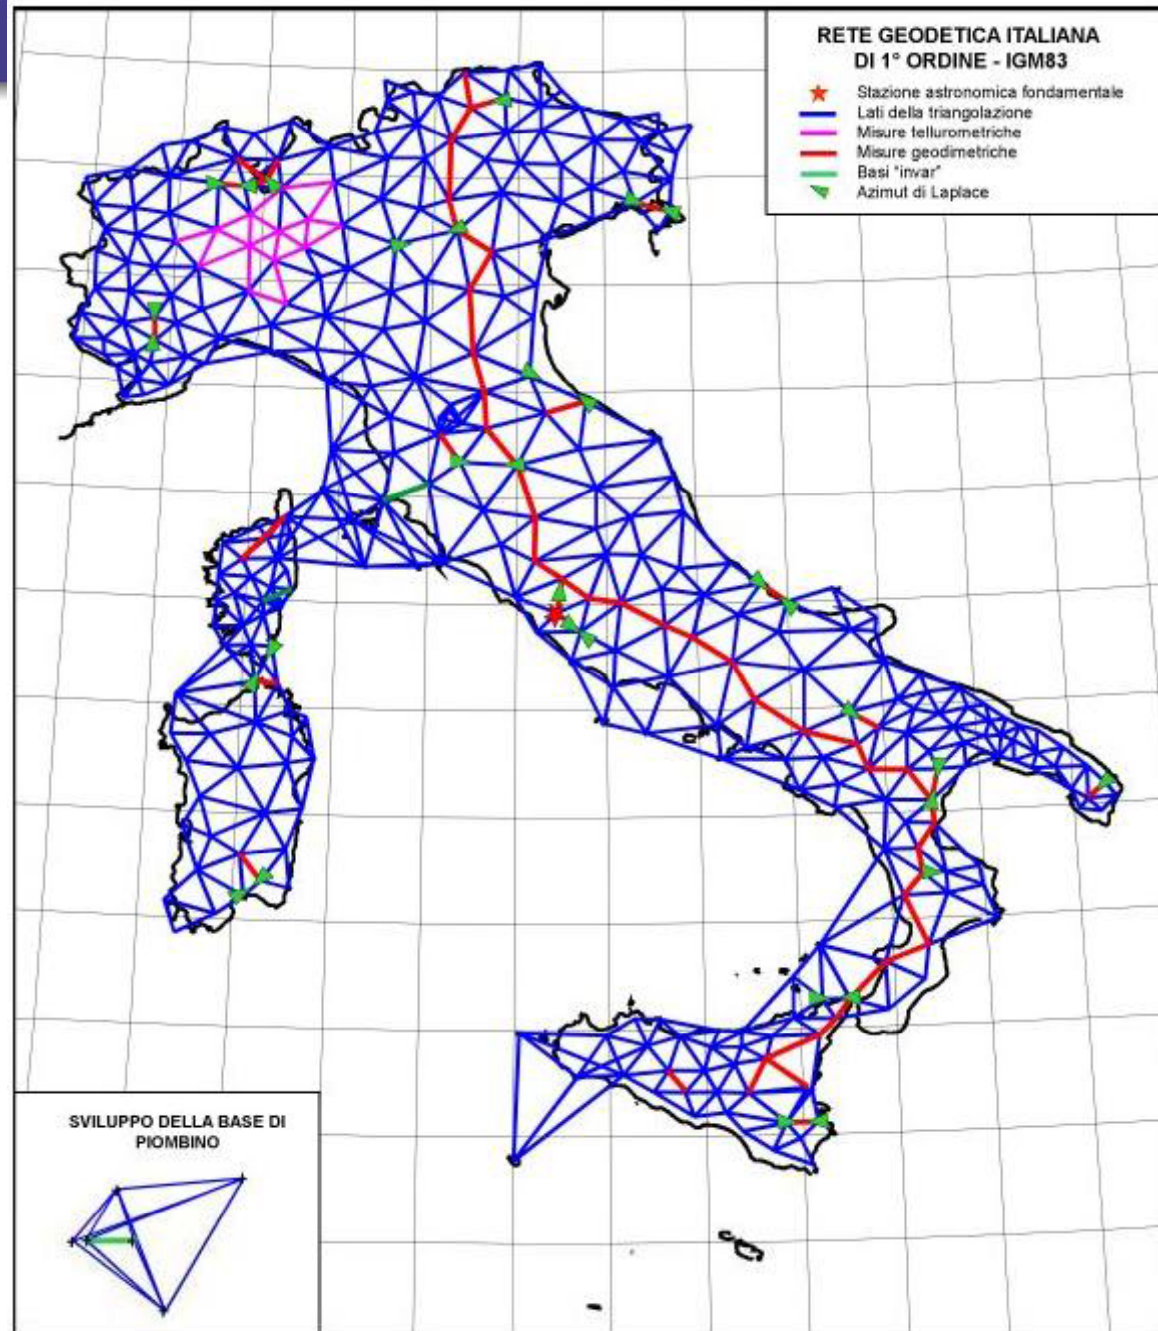 RETE GEODETICA ITALIANA
DI 1° ORDINE - IGM83
Stazione astronomica fondamentale
Lati della triangolazione
Misure tellurometriche
Misure geodimetriche
Basi "invar"
Azimut di Laplace
SVILUPPO DELLA BASE DI
PIOMBINO